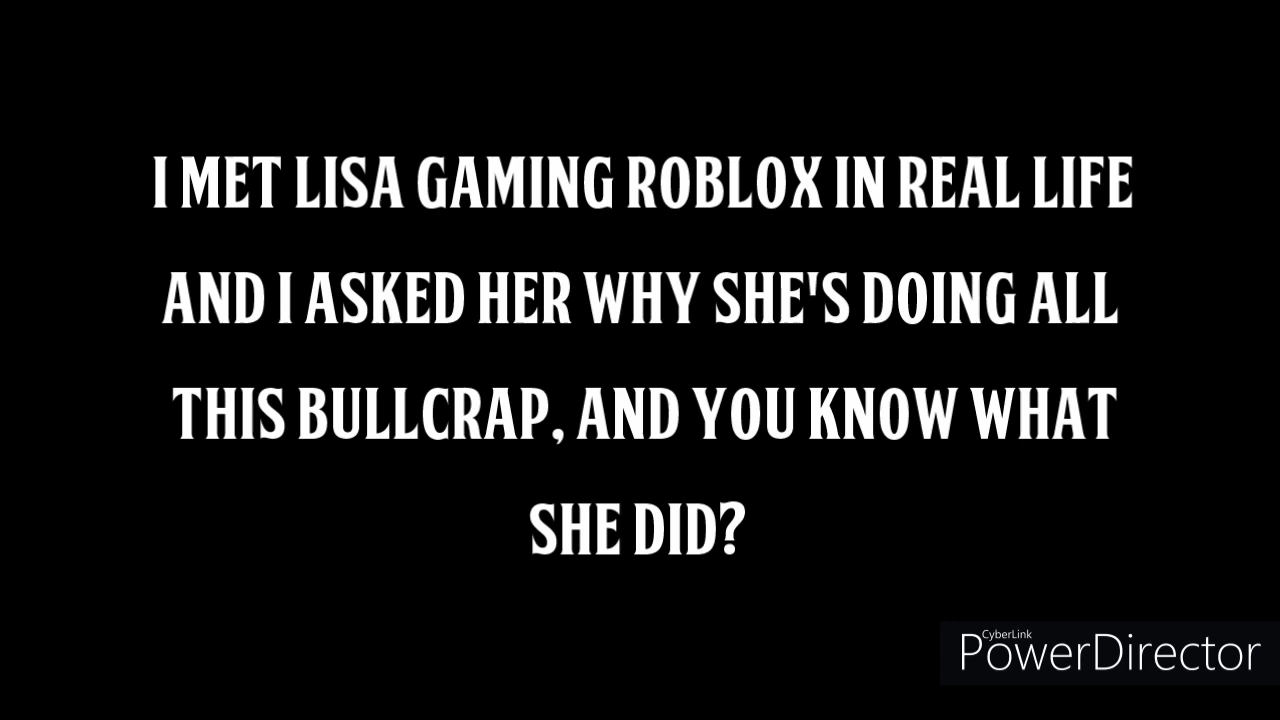 I MET LISA GAMING ROBLOX IN REAL LIFE
AND I ASKED HER WHY SHE'S DOING ALL
THIS BULLCRAP, AND YOU KNOW WHAT
SHE DID?
CyberLink
PowerDirector